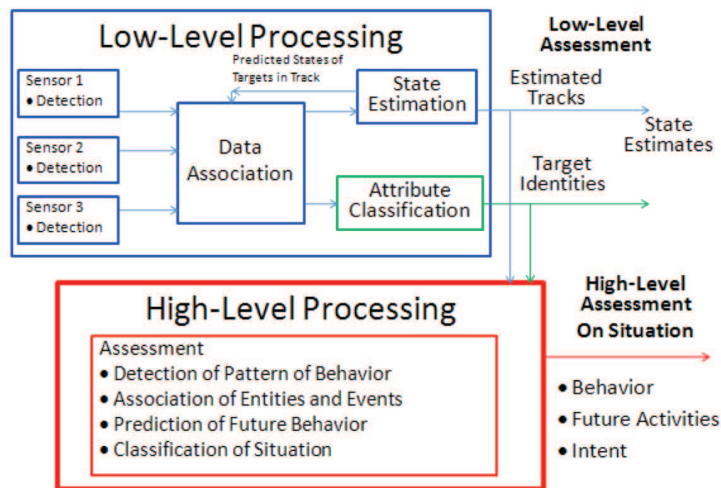 Low-Level Processing
Low-Level
Assessment
Sensor 1
• Detection
Sensor 2
• Detection
Sensor 3
• Detection
Predicted States of
Targets in Track
Data
Association
State
Estimation
Attribute
Classification
Estimated
Tracks
State
Estimates
Target
Identities
High-Level Processing
Assessment
• Detection of Pattern of Behavior
• Association of Entities and Events
• Prediction of Future Behavior
• Classification of Situation
High-Level
Assessment
On Situation
• Behavior
• Future Activities
• Intent